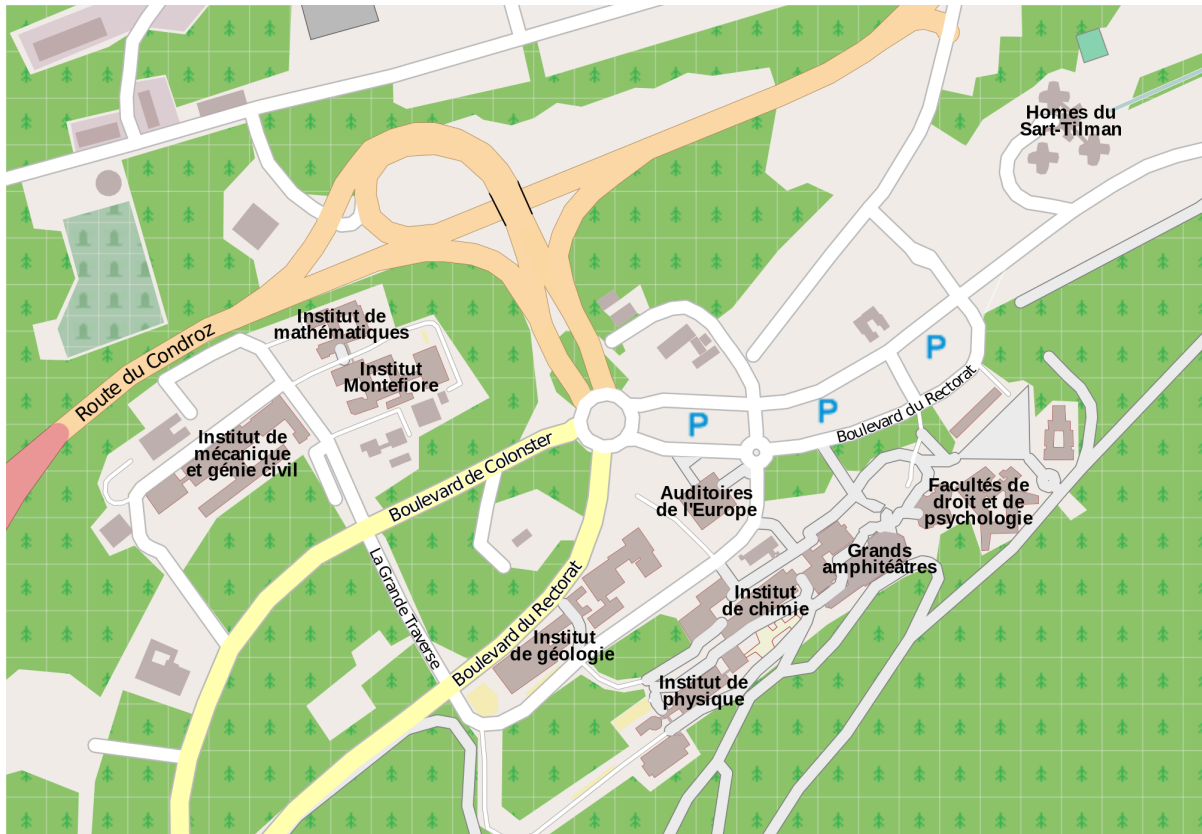 Homes du
Sart-Tilman
Institut de
mathématiques
Route du Condroz
Institut
Montefiore
P
P
P
Boulevard du Rectorat
Institut de
mécanique
et génie civil
Boulevard de Colonster
Auditoires
de l'Europe
Facultés de
droit et de
psychologie
Grands
amphitéâtres
La Grande Traverse
Boulevard du Rectorat
Institut
de chimie
Institut
de géologie
Institut de
physique